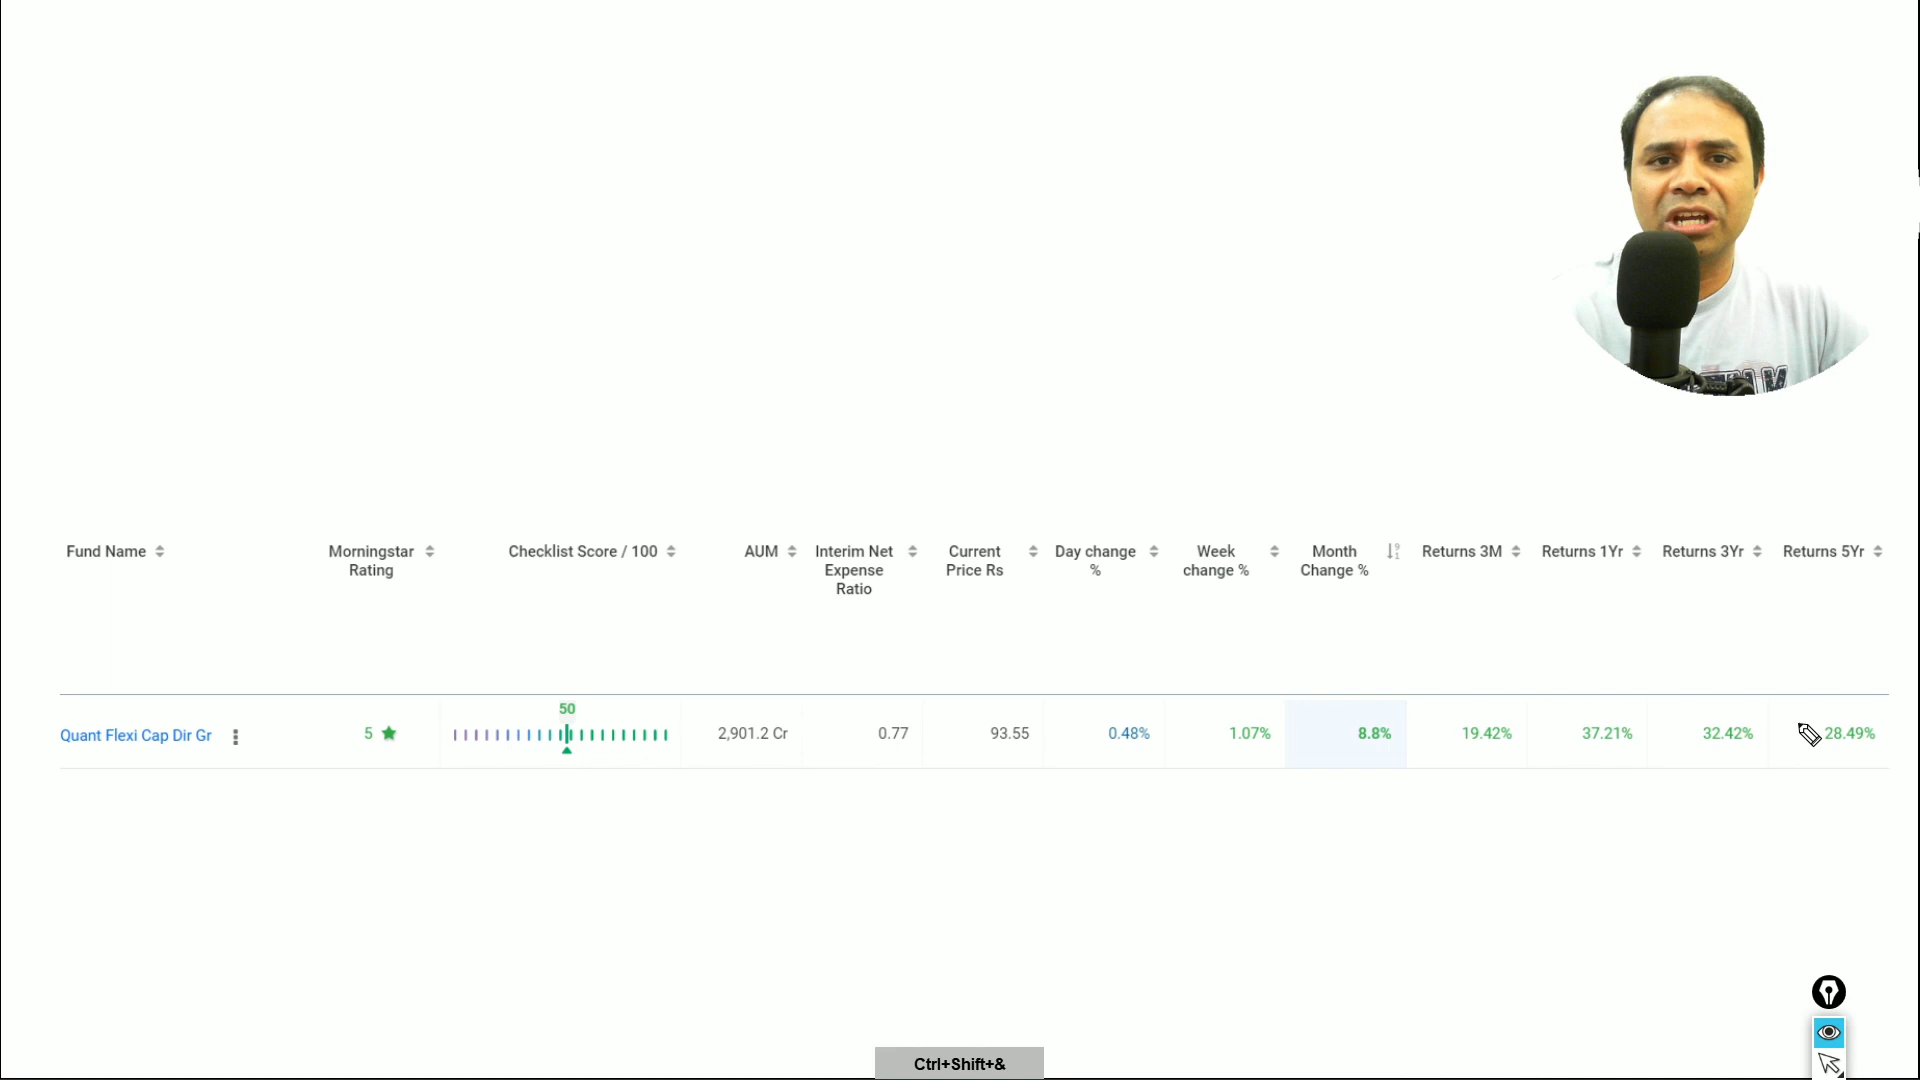 Fund Name
Morningstar
Rating
Checklist Score / 100
AUM
Interim Net
Expense
Ratio
Current
Price Rs
Day change
%
Week
change %
Month
Change %
Returns 3M
Returns 1Yr
Returns 3Yr
Returns 5Yr
50
Quant Flexi Cap Dir Gr 5 2,901.2 Cr 0.77 93.55 0.48% 1.07% 8.8% 19.42% 37.21% 32.42% 28.49%
Ctrl+Shift+&